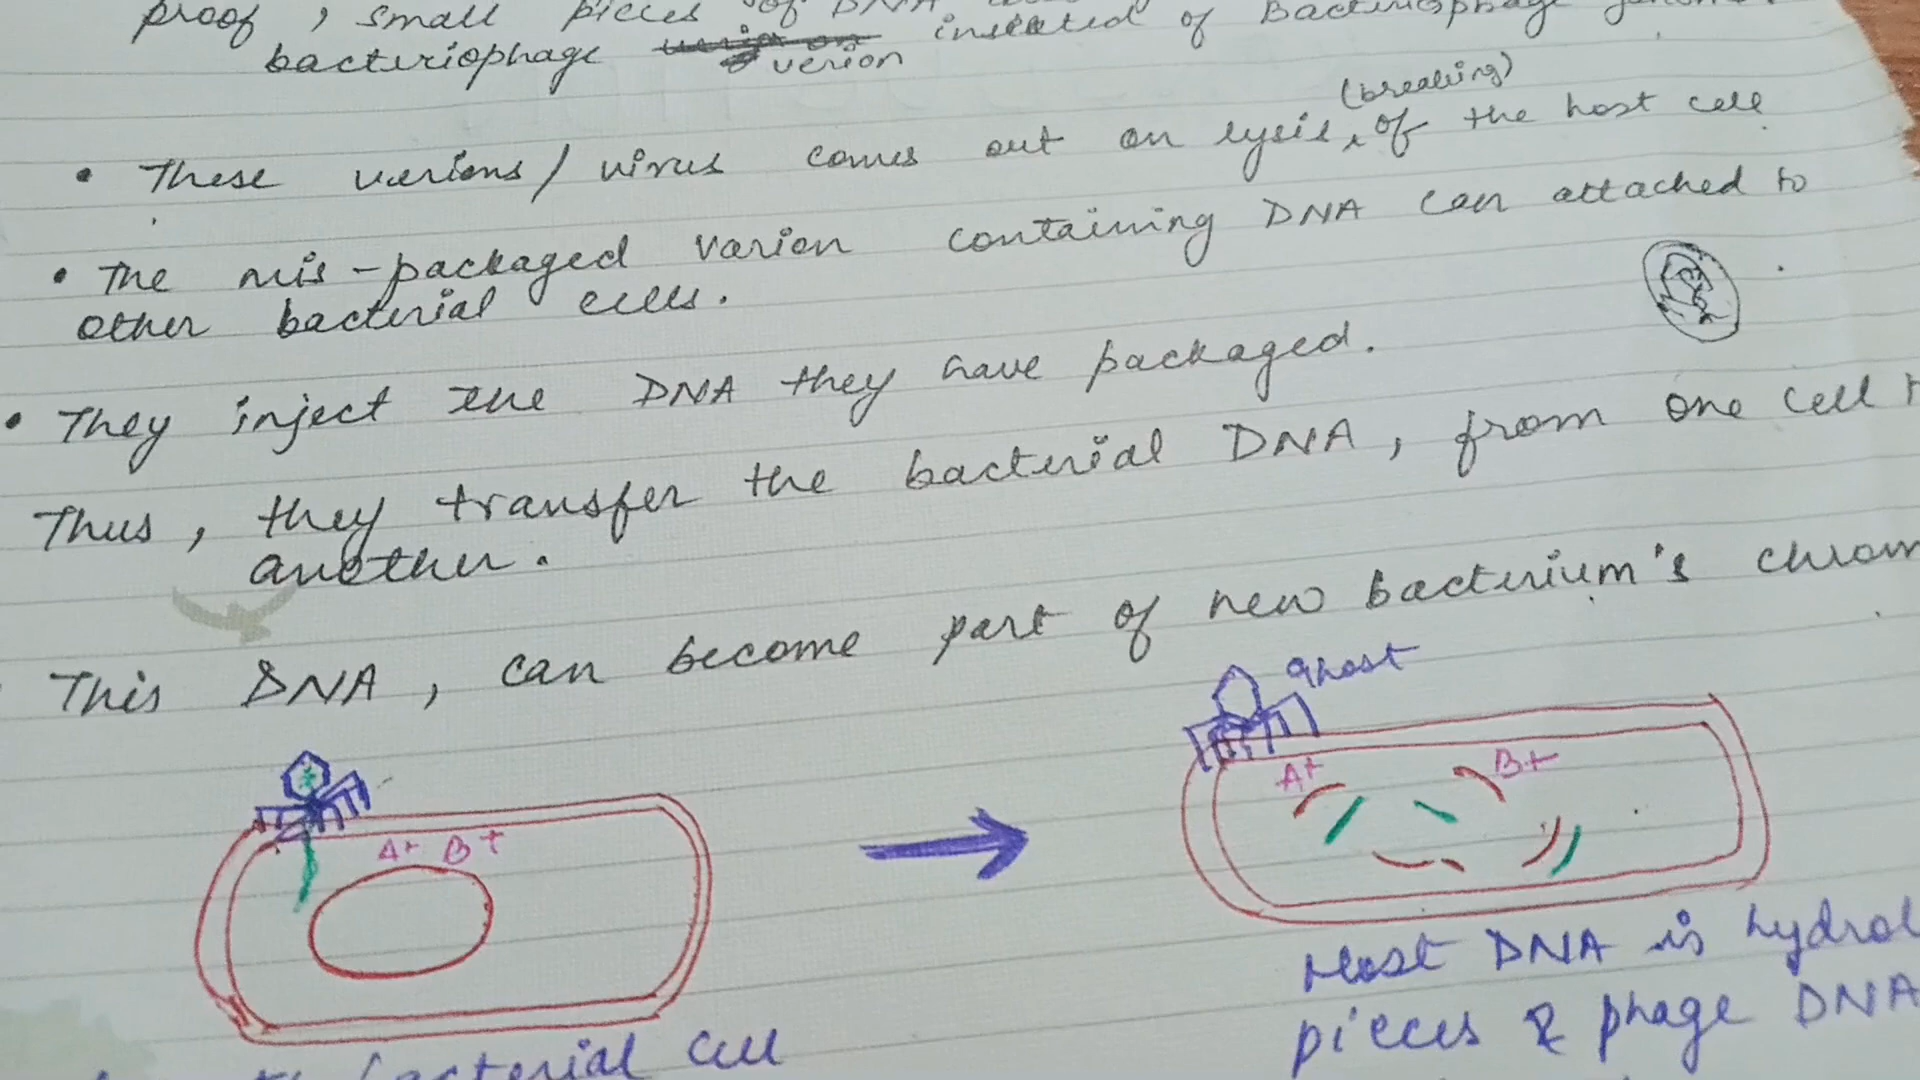 proof, small pieces of DNA
bacteriophage verion instead of Bacteriophage
(breaking)
• These verions/virus comes out on lysis, of the host cell
• The mis-packaged varion containing DNA can attached to
other bacterial cells.
• They inject the DNA they have packaged.
Thus, they transfer the bacterial DNA, from one cell
another.
This DNA, can become part of new bacterium's chrom
Ghost
A+ B+
A+ B+
Host DNA is hydrol
pieces & phage DNA
bacterial cell